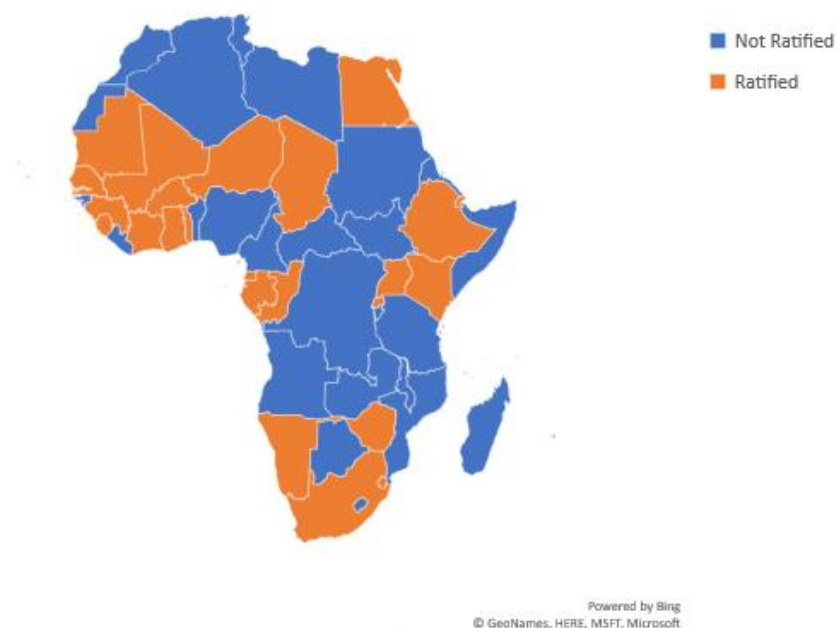 Not Ratified
Ratified
Powered by Bing
© GeoNames, HERE, MSFT, Microsoft